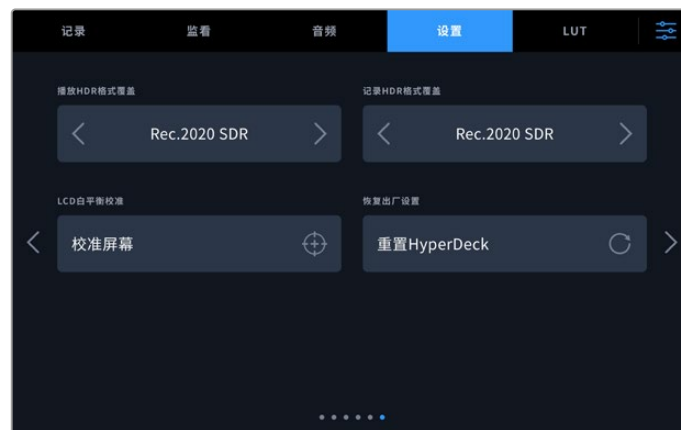 记录 监看 音频 设置 LUT
播放HDR格式覆盖 记录HDR格式覆盖
Rec.2020 SDR Rec.2020 SDR
LCD白平衡校准 恢复出厂设置
校准屏幕 重置HyperDeck